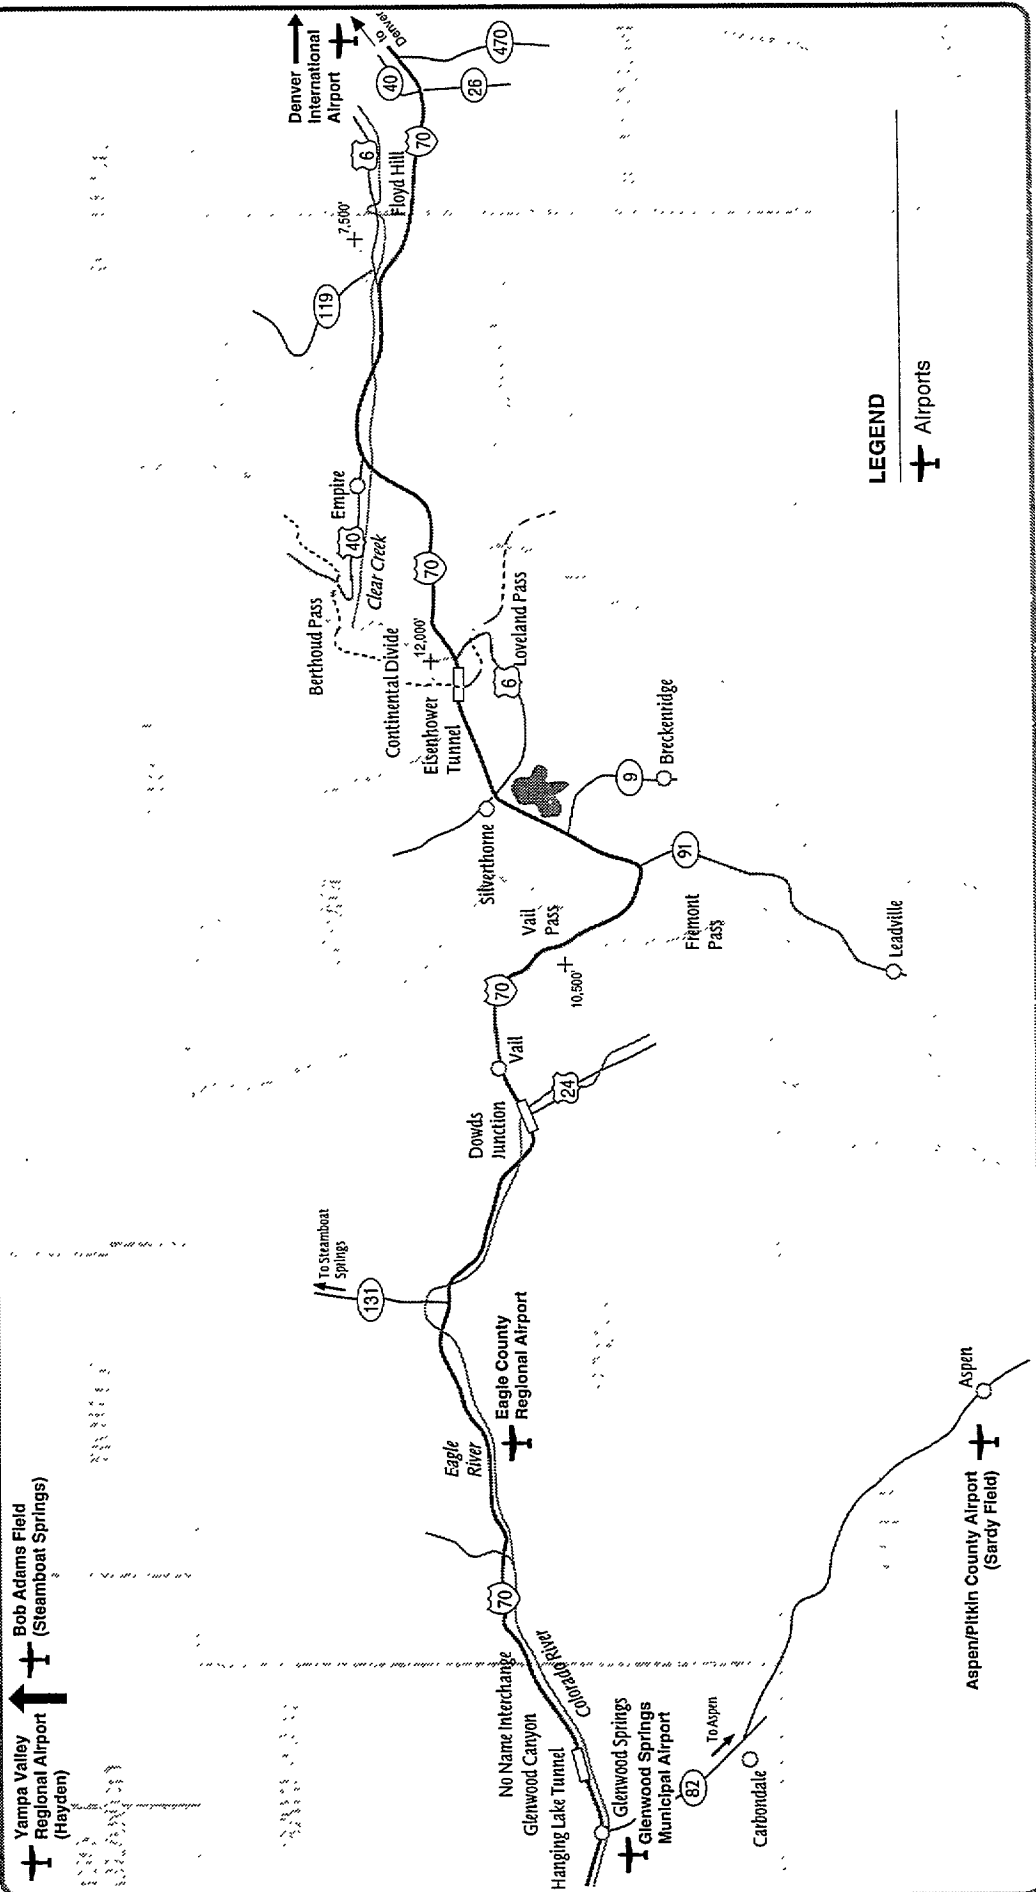 Yampa Valley
Regional Airport
(Hayden)
Bob Adams Field
(Steamboat Springs)
Denver
International
Airport
to
Denver
40
470
26
70
6
Floyd Hill
7,500'
119
Empire
40
Clear Creek
Berthoud Pass
70
Continental Divide
12,000'
Eisenhower
Tunnel
Loveland Pass
6
Silverthorne
9
Breckenridge
91
Vail
Pass
Fremont
Pass
Leadville
10,500'
70
Vail
Dowds
Junction
24
To Steamboat
Springs
131
Eagle County
Regional Airport
Eagle
River
70
No Name Interchange
Colorado River
Glenwood Canyon
Hanging Lake Tunnel
Glenwood Springs
Glenwood Springs
Municipal Airport
82
To Aspen
Carbondale
Aspen
Aspen/Pitkin County Airport
(Sardy Field)
LEGEND
Airports